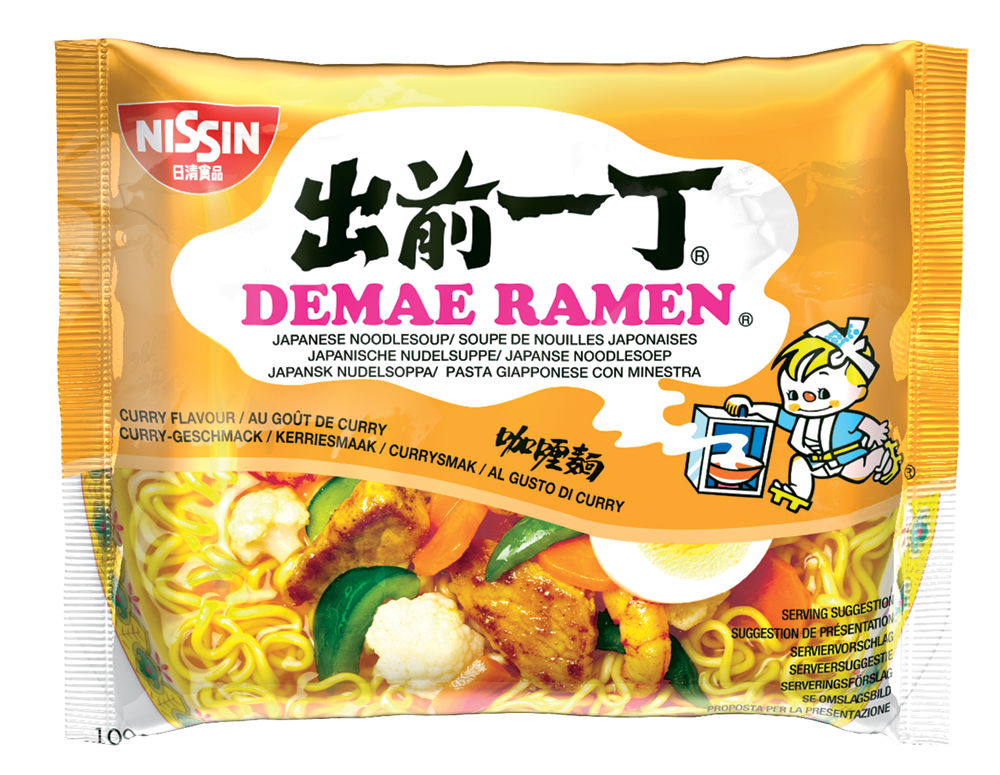 NISSIN
日清食品
出前一丁®
DEMAE RAMEN®
JAPANESE NOODLESOUP/ SOUPE DE NOUILLES JAPONAISES
JAPANISCHE NUDELSUPPE/ JAPANSE NOODLESOEP
JAPANSK NUDELSOPPA/ PASTA GIAPPONESE CON MINESTRA
CURRY FLAVOUR / AU GOÛT DE CURRY
CURRY-GESCHMACK / KERRIESMAAK / CURRYSMAK / AL GUSTO DI CURRY
咖喱麵
®
SERVING SUGGESTION
SUGGESTION DE PRÉSENTATION
SERVIERVORSCHLAG
SERVEERSUGGESTIE
SERVERINGSFÖRSLAG
SE OMSLAGSBILD
PROPOSTA PER LA PRESENTAZIONE